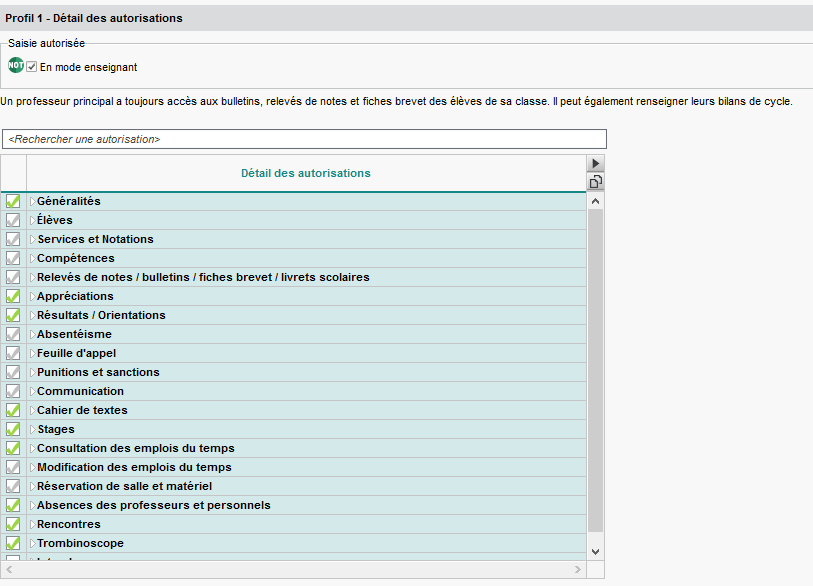 Profil 1 - Détail des autorisations
Saisie autorisée
NOT En mode enseignant
Un professeur principal a toujours accès aux bulletins, relevés de notes et fiches brevet des élèves de sa classe. Il peut également renseigner leurs bilans de cycle.
<Rechercher une autorisation>
Détail des autorisations
Généralités
Élèves
Services et Notations
Compétences
Relevés de notes / bulletins / fiches brevet / livrets scolaires
Appréciations
Résultats / Orientations
Absentéisme
Feuille d'appel
Punitions et sanctions
Communication
Cahier de textes
Stages
Consultation des emplois du temps
Modification des emplois du temps
Réservation de salle et matériel
Absences des professeurs et personnels
Rencontres
Trombinoscope